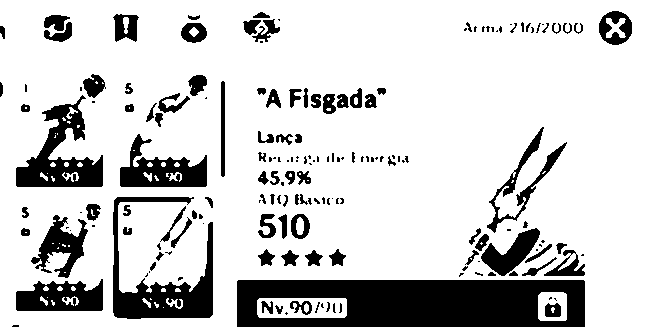 Arma 216/2000
1
5
Nv.90
Nv.90
5
5
Nv.90
Nv.90
"A Fisgada"
Lança
Recarga de Energia
45,9%
ATQ Básico
510
Nv.90/90